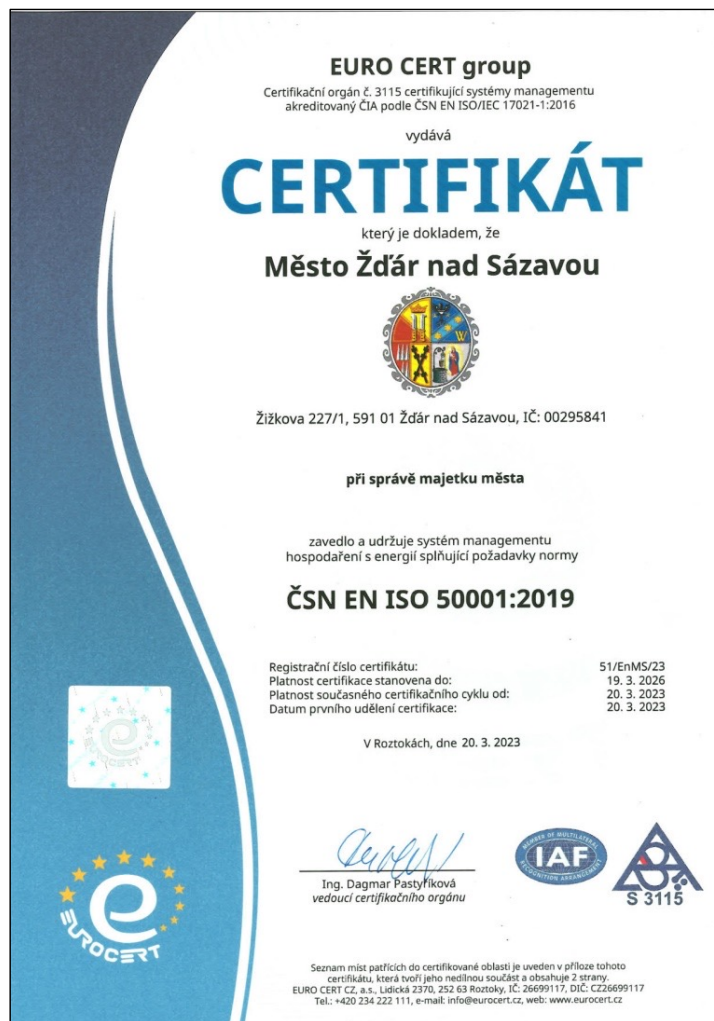 EURO CERT group
Certifikační orgán č. 3115 certifikující systémy managementu
akreditovaný ČIA podle ČSN EN ISO/IEC 17021-1:2016
vydává
CERTIFIKÁT
který je dokladem, že
Město Žďár nad Sázavou
W
Žižkova 227/1, 591 01 Žďár nad Sázavou, IČ: 00295841
při správě majetku města
zavedlo a udržuje systém managementu
hospodaření s energií splňující požadavky normy
ČSN EN ISO 50001:2019
Registrační číslo certifikátu: 51/EnMS/23
Platnost certifikace stanovena do: 19. 3. 2026
Platnost současného certifikačního cyklu od: 20. 3. 2023
Datum prvního udělení certifikace: 20. 3. 2023
V Roztokách, dne 20. 3. 2023
e
EUROCERT
Ing. Dagmar Pastyříková
vedoucí certifikačního orgánu
MEMBER OF MULTILATERAL
IAF
RECOGNITION ARRANGEMENT
S 3115
e
EUROCERT
Seznam míst patřících do certifikované oblasti je uveden v příloze tohoto
certifikátu, která tvoří jeho nedílnou součást a obsahuje 2 strany.
EURO CERT CZ, a.s., Lidická 2370, 252 63 Roztoky, IČ: 26699117, DIČ: CZ26699117
Tel.: +420 234 222 111, e-mail: info@eurocert.cz, web: www.eurocert.cz